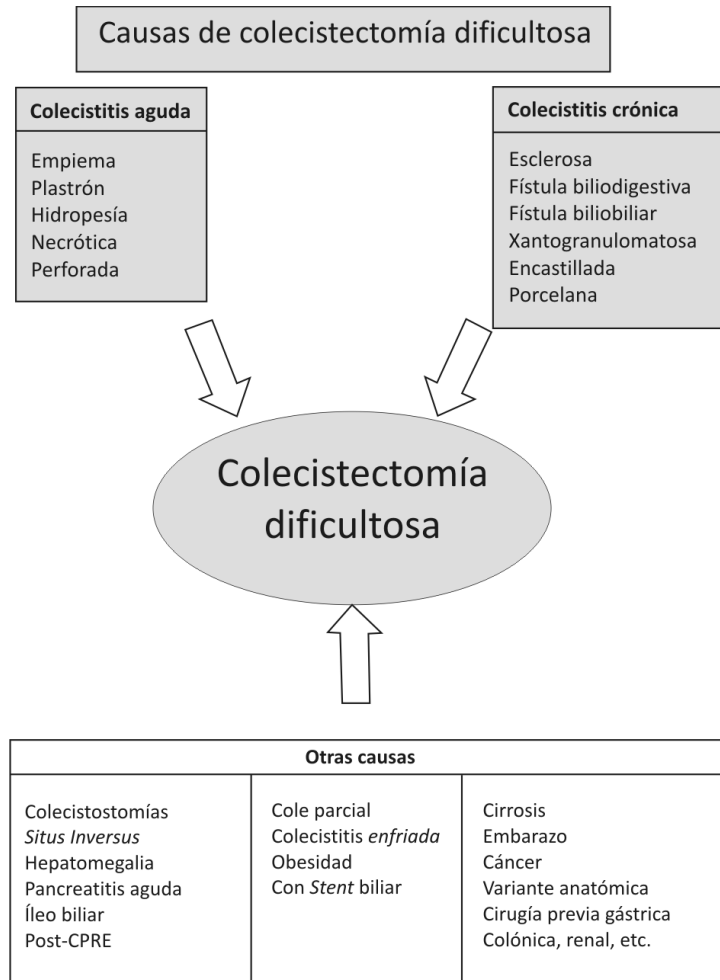 Causas de colecistectomía dificultosa
Colecistitis aguda
Empiema
Plastrón
Hidropesía
Necrótica
Perforada
Colecistitis crónica
Esclerosa
Fístula biliodigestiva
Fístula biliobiliar
Xantogranulomatosa
Encastillada
Porcelana
Colecistectomía
dificultosa
Otras causas
Colecistostomías
Situs Inversus
Hepatomegalia
Pancreatitis aguda
Íleo biliar
Post-CPRE
Cole parcial
Colecistitis enfriada
Obesidad
Con Stent biliar
Cirrosis
Embarazo
Cáncer
Variante anatómica
Cirugía previa gástrica
Colónica, renal, etc.